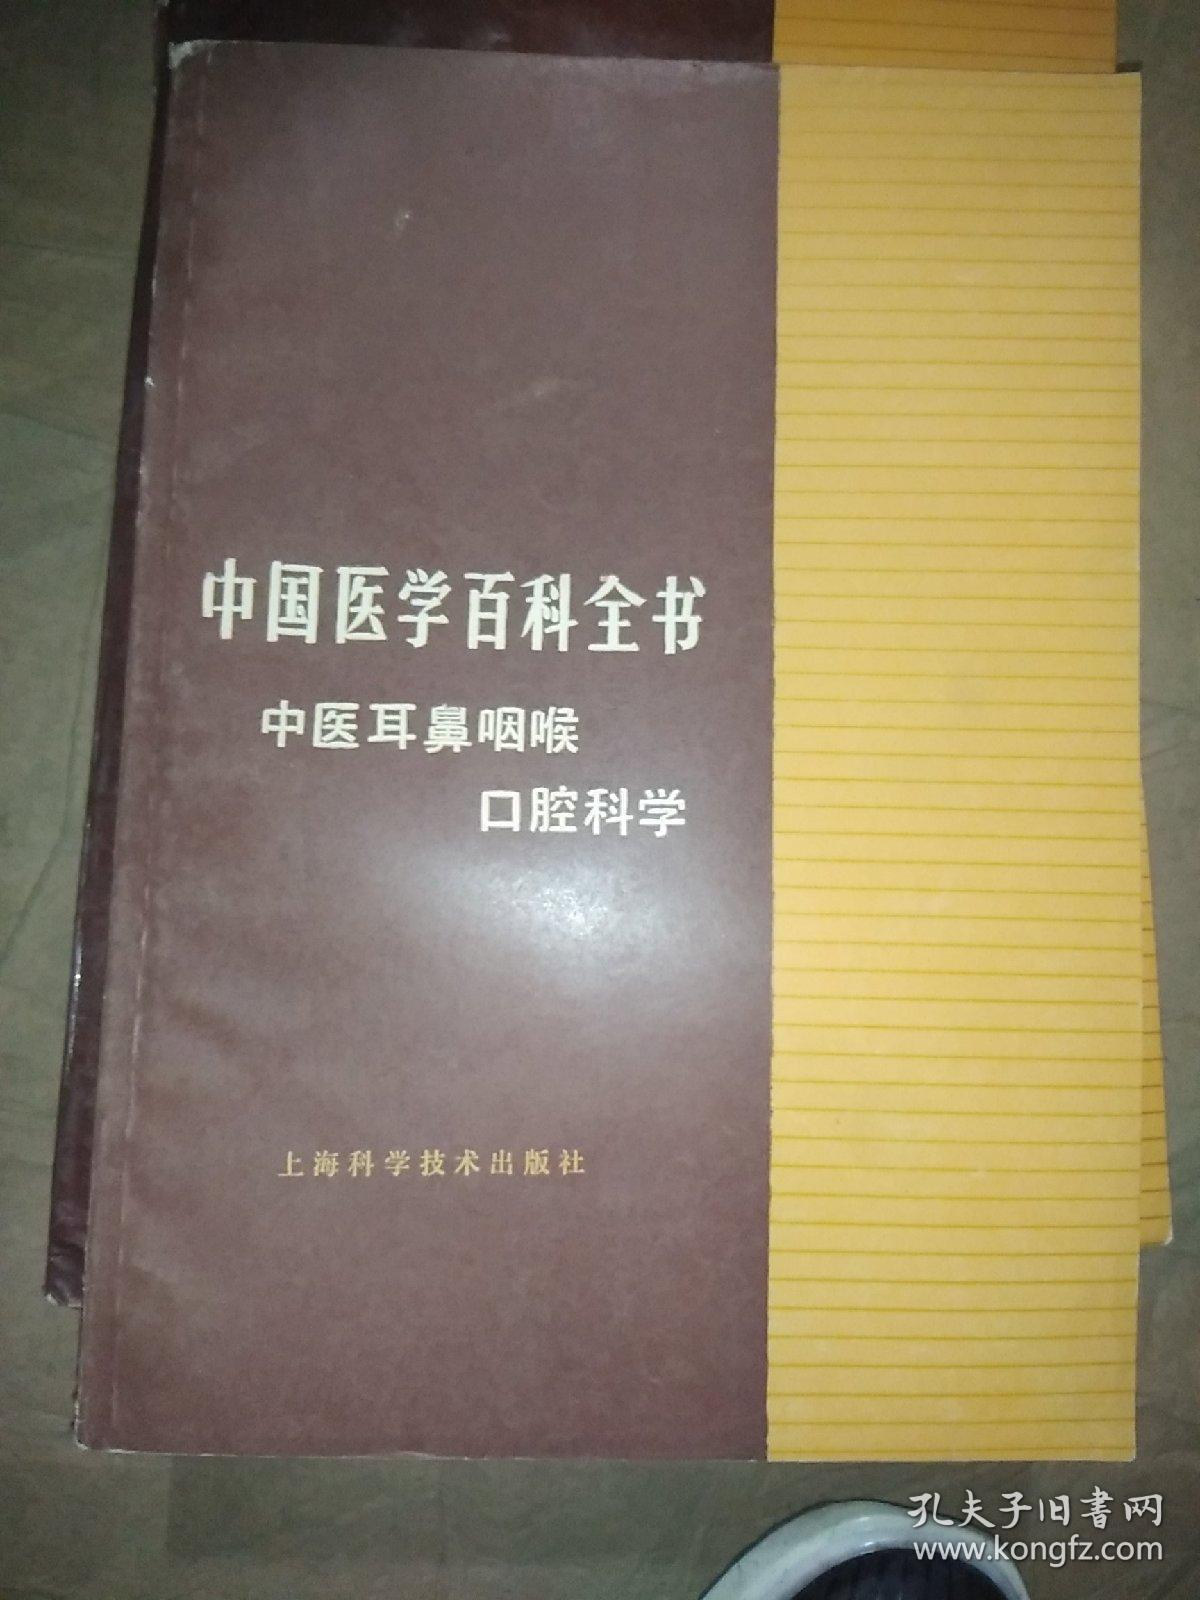 中国医学百科全书
中医耳鼻咽喉
口腔科学
上海科学技术出版社
孔夫子旧書网
www.kongfz.com